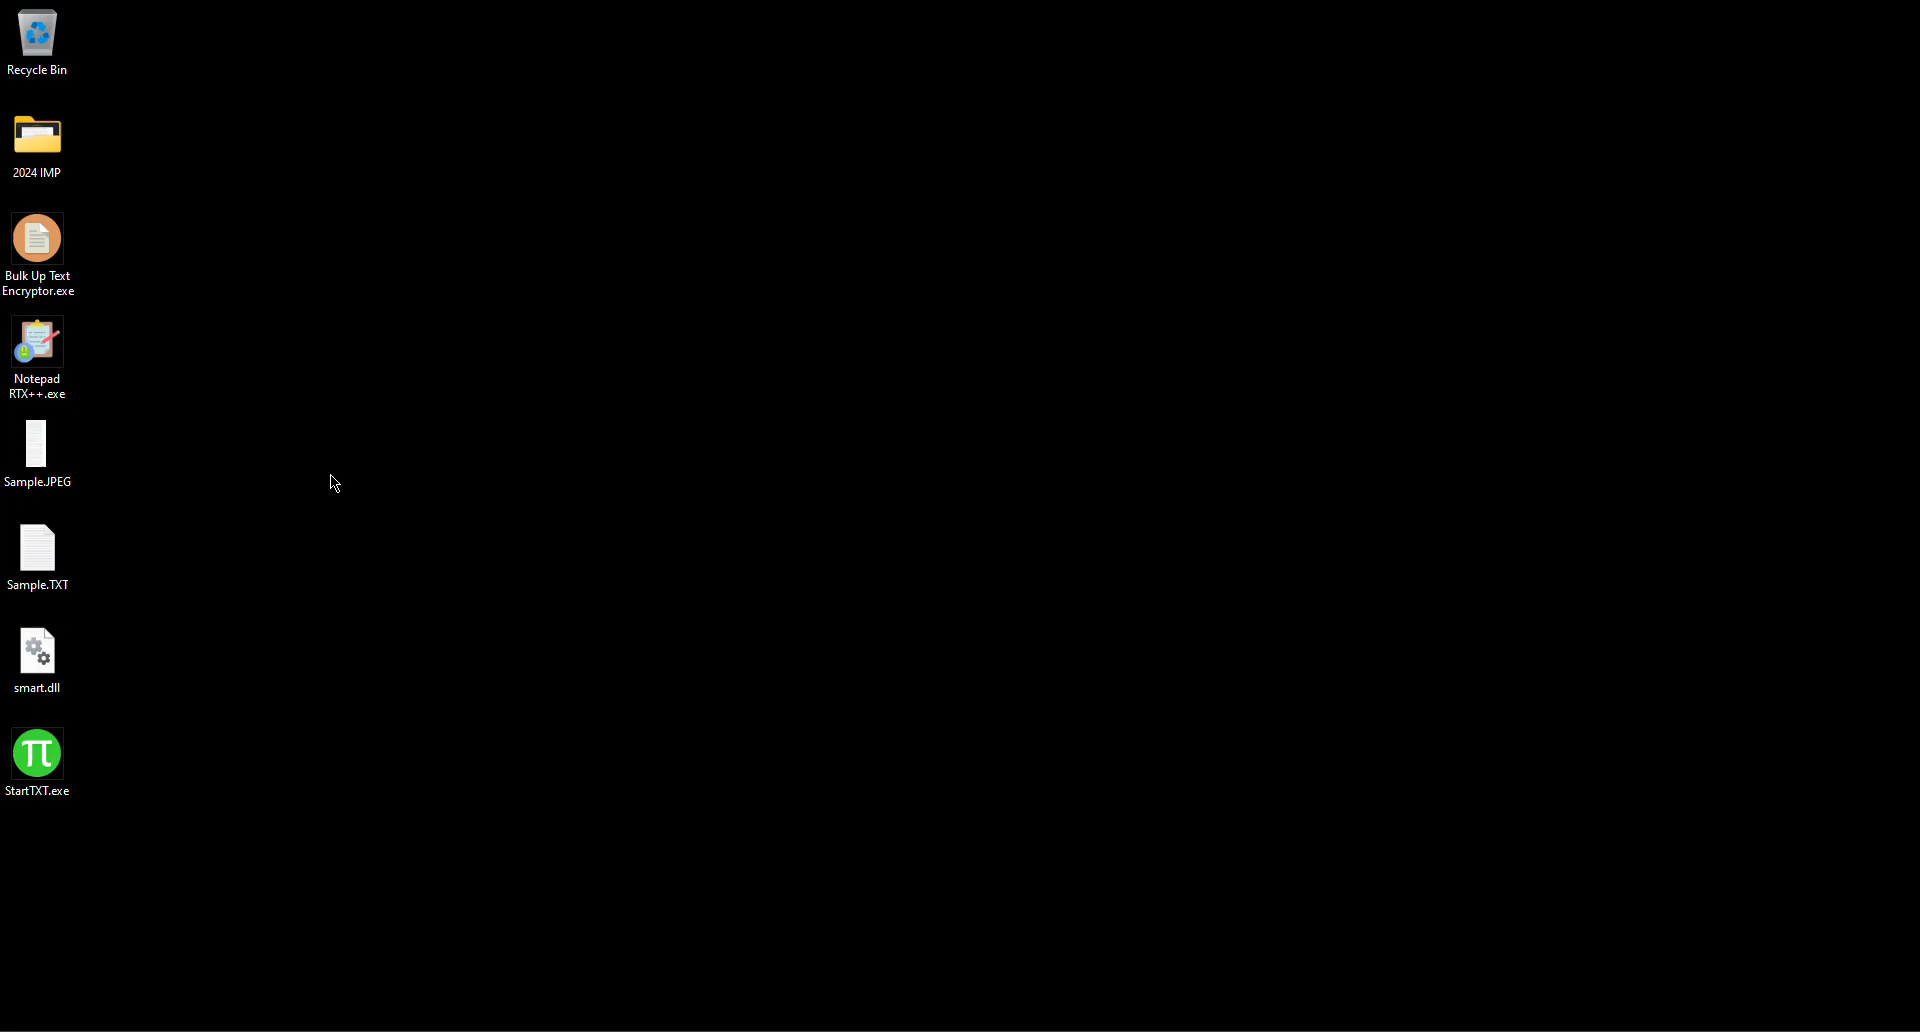 Recycle Bin
2024 IMP
Bulk Up Text
Encryptor.exe
Notepad
RTX++.exe
Sample.JPEG
Sample.TXT
smart.dll
π
StartTXT.exe